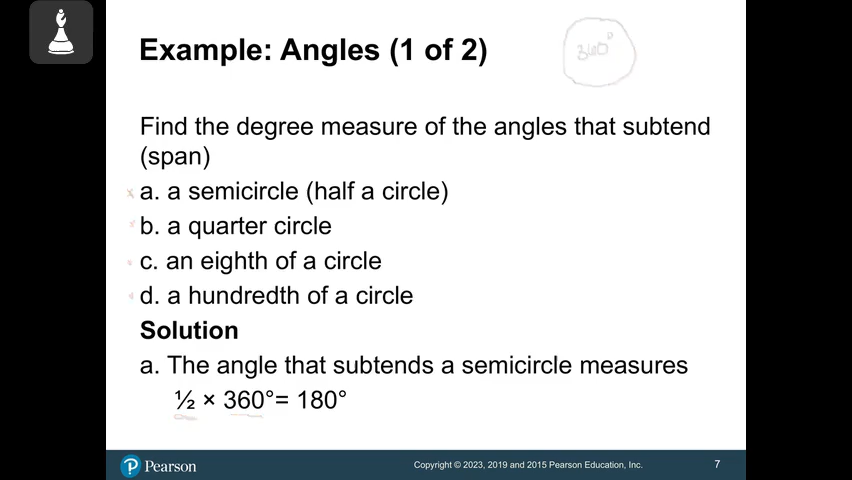 Example: Angles (1 of 2)
360°
Find the degree measure of the angles that subtend
(span)
a. a semicircle (half a circle)
b. a quarter circle
c. an eighth of a circle
d. a hundredth of a circle
Solution
a. The angle that subtends a semicircle measures
½ × 360°= 180°
Pearson
Copyright © 2023, 2019 and 2015 Pearson Education, Inc.
7